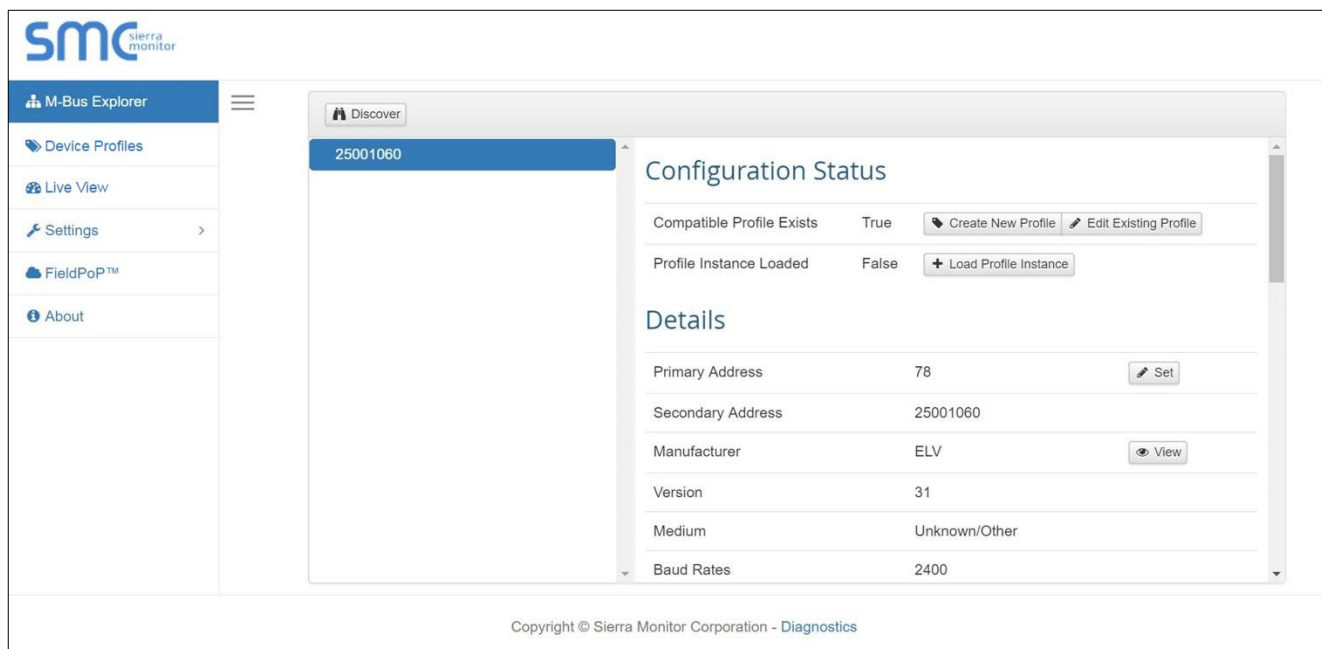 SMC sierra monitor
M-Bus Explorer
Device Profiles
Live View
Settings
FieldPoP™
About
Discover
25001060
Configuration Status
Compatible Profile Exists True Create New Profile Edit Existing Profile
Profile Instance Loaded False Load Profile Instance
Details
Primary Address 78 Set
Secondary Address 25001060
Manufacturer ELV View
Version 31
Medium Unknown/Other
Baud Rates 2400
Copyright © Sierra Monitor Corporation - Diagnostics